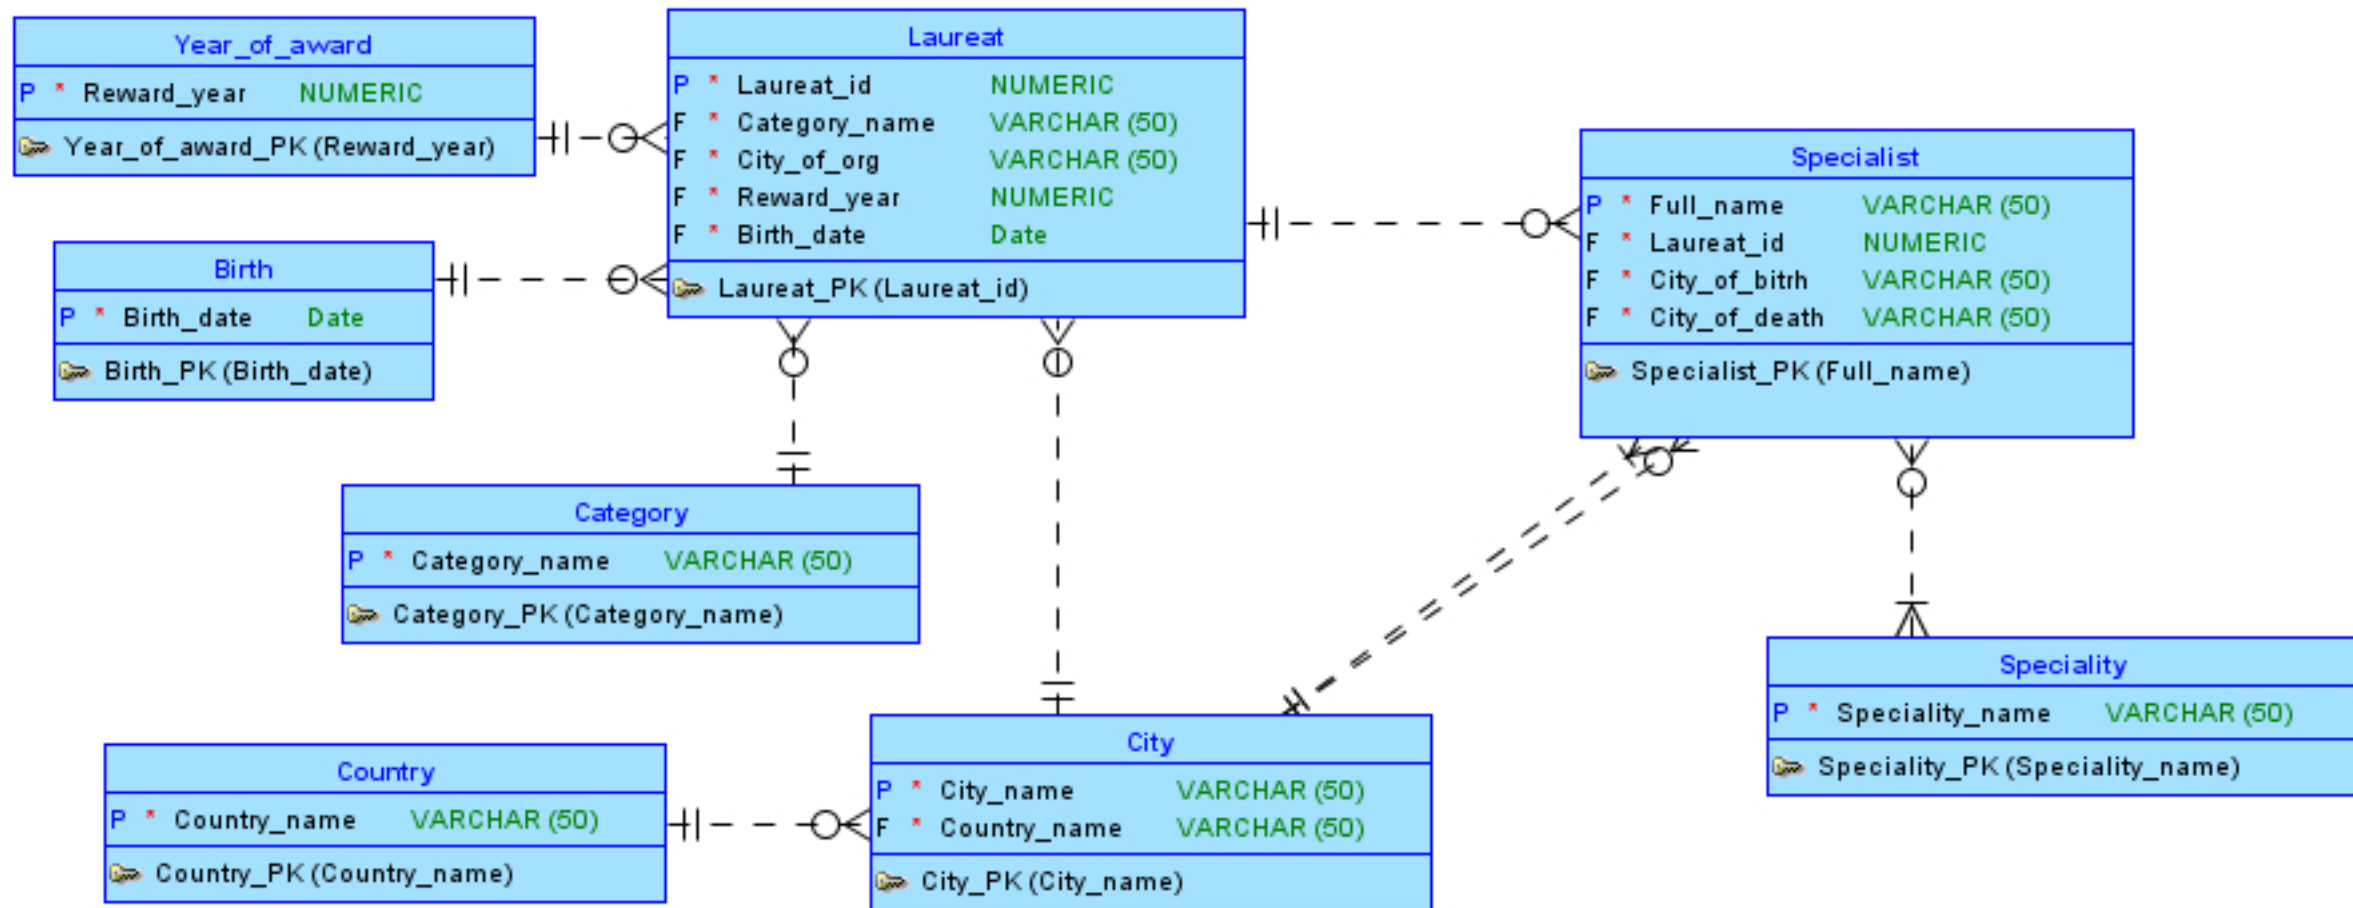 Year_of_award
P * Reward_year NUMERIC
Year_of_award_PK (Reward_year)
Laureat
P * Laureat_id NUMERIC
F * Category_name VARCHAR (50)
F * City_of_org VARCHAR (50)
F * Reward_year NUMERIC
F * Birth_date Date
Laureat_PK (Laureat_id)
Specialist
P * Full_name VARCHAR (50)
F * Laureat_id NUMERIC
F * City_of_bitrh VARCHAR (50)
F * City_of_death VARCHAR (50)
Specialist_PK (Full_name)
Birth
P * Birth_date Date
Birth_PK (Birth_date)
Category
P * Category_name VARCHAR (50)
Category_PK (Category_name)
Speciality
P * Speciality_name VARCHAR (50)
Speciality_PK (Speciality_name)
Country
P * Country_name VARCHAR (50)
Country_PK (Country_name)
City
P * City_name VARCHAR (50)
F * Country_name VARCHAR (50)
City_PK (City_name)